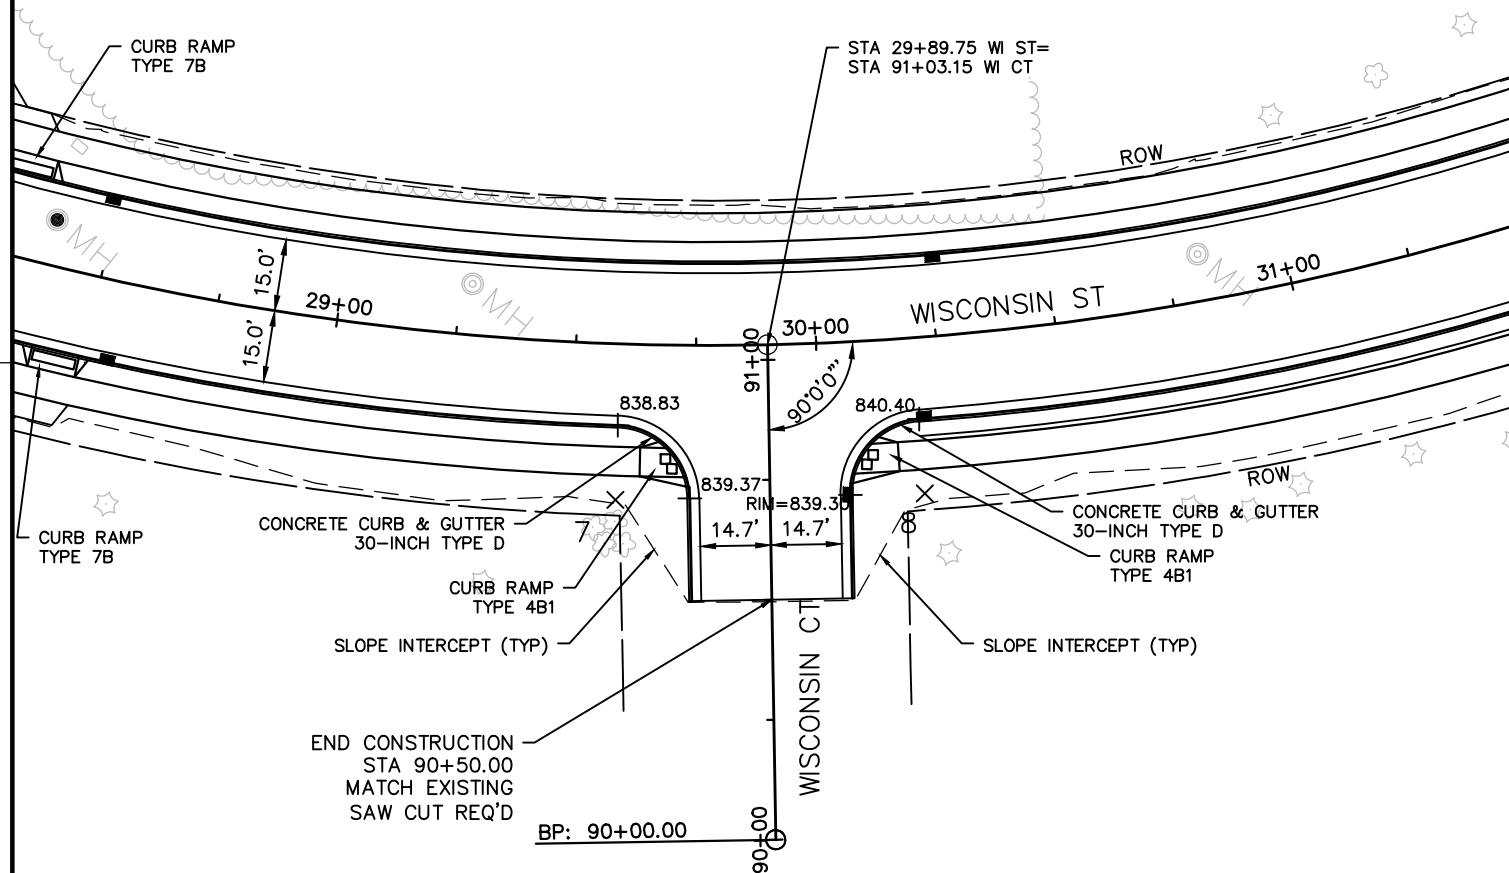 CURB RAMP
TYPE 7B
STA 29+89.75 WI ST=
STA 91+03.15 WI CT
ROW
MH
MH
MH
15.0'
15.0'
29+00
30+00
31+00
WISCONSIN ST
91+00
90°0'0"
838.83
840.40
839.37
RIM=839.35
14.7'
14.7'
ROW
7
8
CONCRETE CURB & GUTTER
30-INCH TYPE D
CONCRETE CURB & GUTTER
30-INCH TYPE D
CURB RAMP
TYPE 7B
CURB RAMP
TYPE 4B1
CURB RAMP
TYPE 4B1
SLOPE INTERCEPT (TYP)
SLOPE INTERCEPT (TYP)
WISCONSIN CT
END CONSTRUCTION
STA 90+50.00
MATCH EXISTING
SAW CUT REQ'D
BP: 90+00.00
90+00